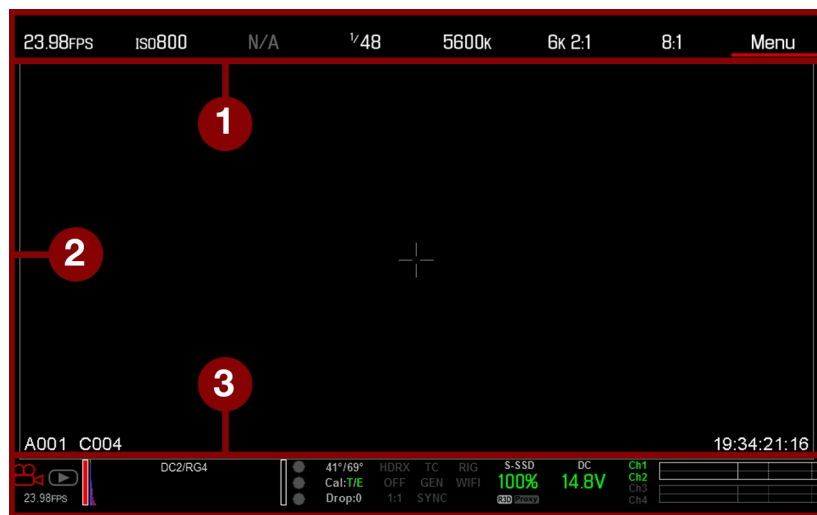 23.98FPS ISO800 N/A 1/48 5600K 6K 2:1 8:1 Menu
1
2
3
A001 C004 19:34:21:16
DC2/RG4 41°/69° HDRX TC RIG S-SSD DC Ch1
Cal:T/E OFF GEN WIFI 100% 14.8V Ch2
Ch3
23.98FPS Drop:0 1:1 SYNC R3D Proxy Ch4